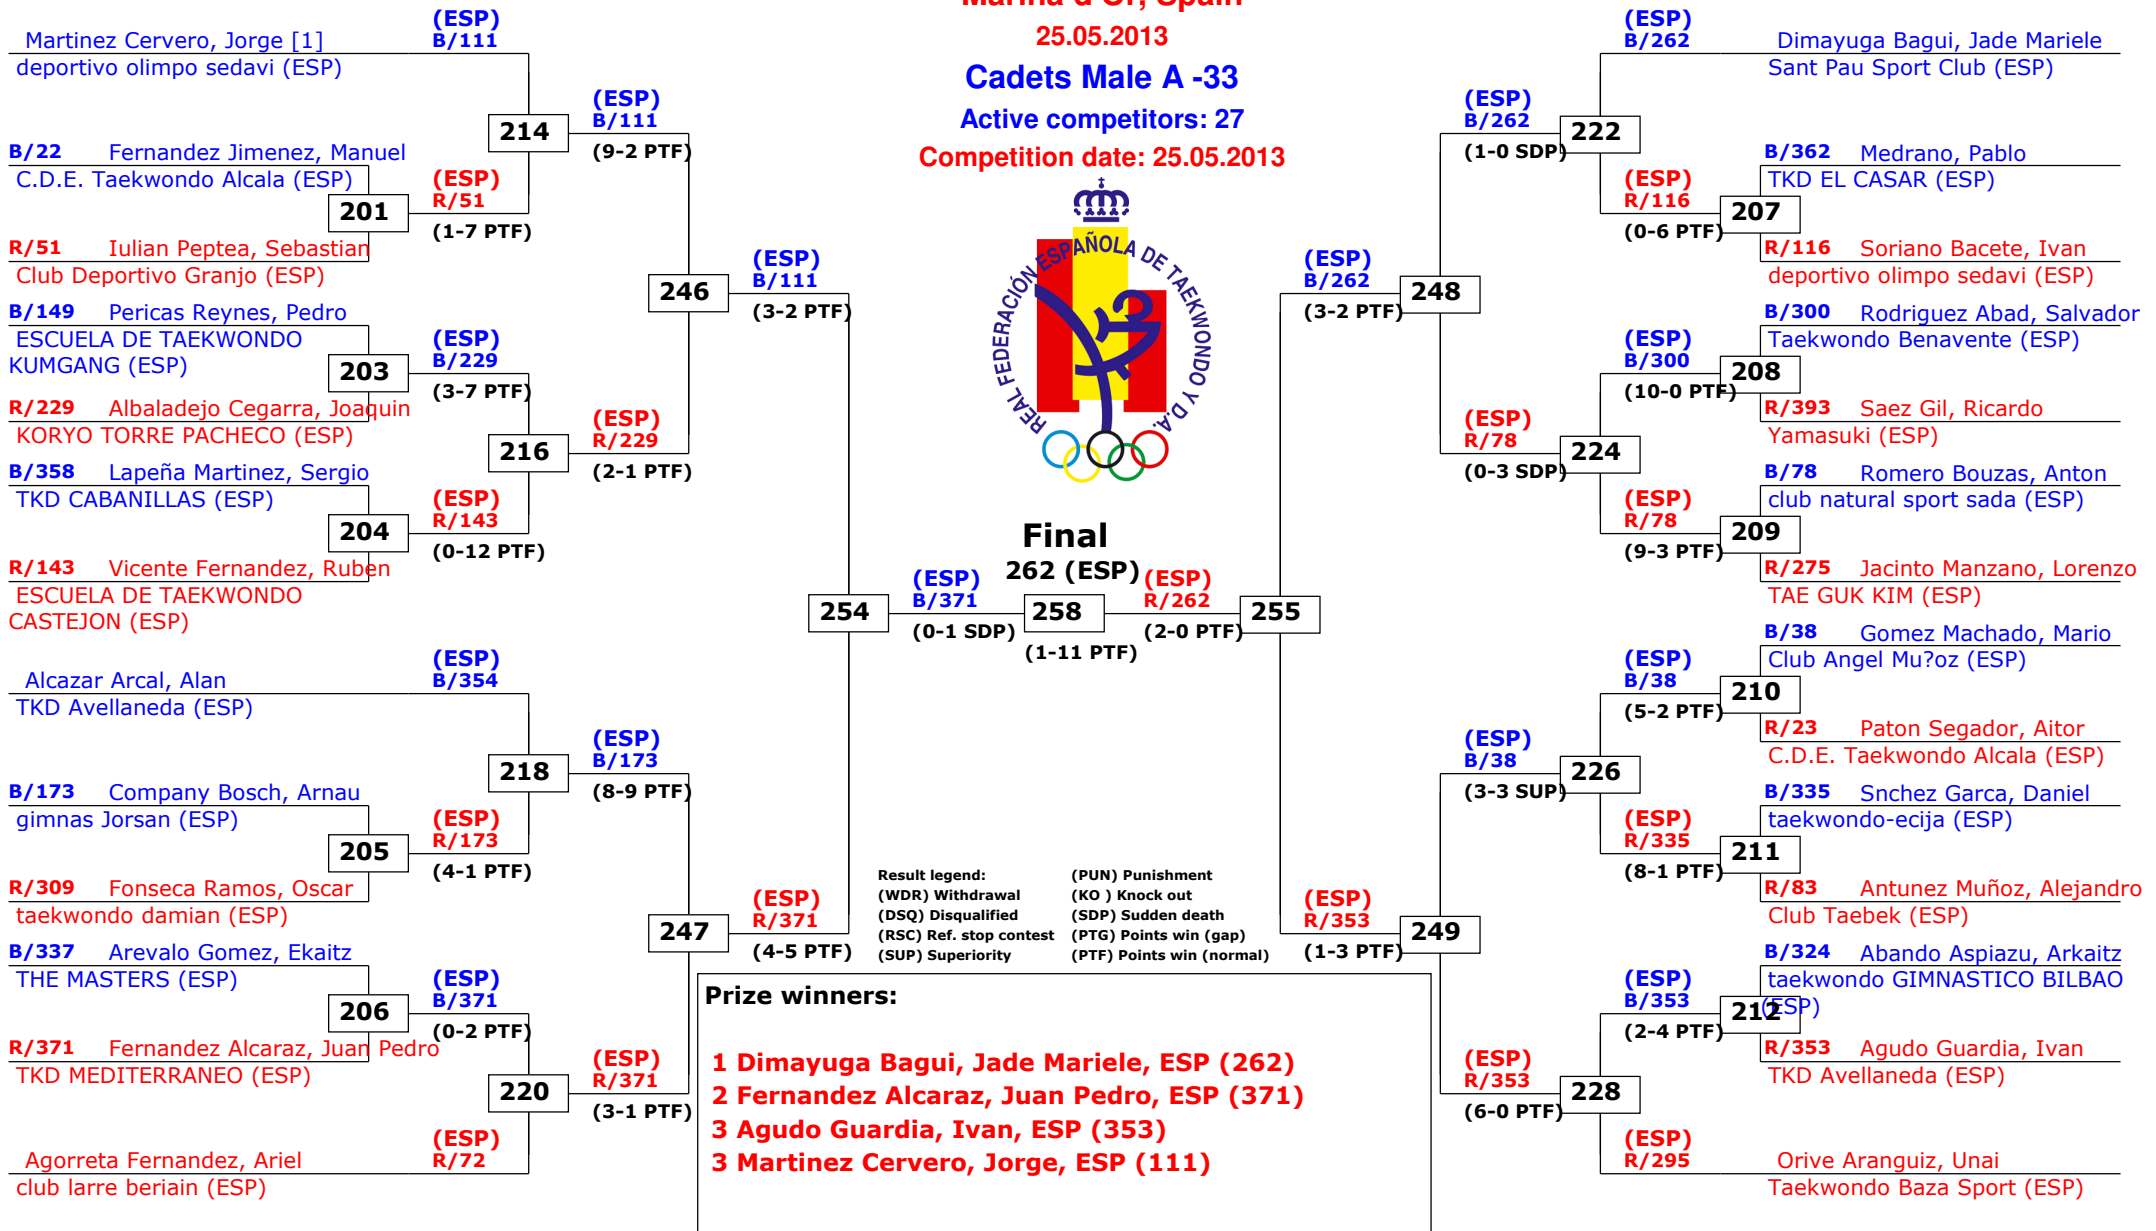 Marina d'Or, Spain
25.05.2013
Cadets Male A -33
Active competitors: 27
Competition date: 25.05.2013
REAL FEDERACIÓN ESPAÑOLA DE TAEKWONDO Y D.A.
Martinez Cervero, Jorge [1]
deportivo olimpo sedavi (ESP)
(ESP)
B/111
214
(ESP)
B/111
(9-2 PTF)
B/22 Fernandez Jimenez, Manuel
C.D.E. Taekwondo Alcala (ESP)
201
(ESP)
R/51
(1-7 PTF)
R/51 Iulian Peptea, Sebastian
Club Deportivo Granjo (ESP)
246
(ESP)
B/111
(3-2 PTF)
B/149 Pericas Reynes, Pedro
ESCUELA DE TAEKWONDO
KUMGANG (ESP)
203
(ESP)
B/229
(3-7 PTF)
R/229 Albaladejo Cegarra, Joaquin
KORYO TORRE PACHECO (ESP)
216
(ESP)
R/229
(2-1 PTF)
B/358 Lapeña Martinez, Sergio
TKD CABANILLAS (ESP)
204
(ESP)
R/143
(0-12 PTF)
R/143 Vicente Fernandez, Ruben
ESCUELA DE TAEKWONDO
CASTEJON (ESP)
254
(ESP)
B/371
(0-1 SDP)
Alcazar Arcal, Alan
TKD Avellaneda (ESP)
(ESP)
B/354
218
(ESP)
B/173
(8-9 PTF)
B/173 Company Bosch, Arnau
gimnas Jorsan (ESP)
205
(ESP)
R/173
(4-1 PTF)
R/309 Fonseca Ramos, Oscar
taekwondo damian (ESP)
247
(ESP)
R/371
(4-5 PTF)
B/337 Arevalo Gomez, Ekaitz
THE MASTERS (ESP)
206
(ESP)
B/371
(0-2 PTF)
R/371 Fernandez Alcaraz, Juan Pedro
TKD MEDITERRANEO (ESP)
220
(ESP)
R/371
(3-1 PTF)
Agorreta Fernandez, Ariel
club larre beriain (ESP)
(ESP)
R/72
Final
262 (ESP)
258
(1-11 PTF)
(ESP)
R/262
(2-0 PTF)
255
(ESP)
B/262
Dimayuga Bagui, Jade Mariele
Sant Pau Sport Club (ESP)
(ESP)
B/262
(1-0 SDP)
222
B/362 Medrano, Pablo
TKD EL CASAR (ESP)
(ESP)
R/116
(0-6 PTF)
207
R/116 Soriano Bacete, Ivan
deportivo olimpo sedavi (ESP)
(ESP)
B/262
(3-2 PTF)
248
B/300 Rodriguez Abad, Salvador
Taekwondo Benavente (ESP)
(ESP)
B/300
(10-0 PTF)
208
R/393 Saez Gil, Ricardo
Yamasuki (ESP)
(ESP)
R/78
(0-3 SDP)
224
B/78 Romero Bouzas, Anton
club natural sport sada (ESP)
(ESP)
R/78
(9-3 PTF)
209
R/275 Jacinto Manzano, Lorenzo
TAE GUK KIM (ESP)
B/38 Gomez Machado, Mario
Club Angel Mu?oz (ESP)
(ESP)
B/38
(5-2 PTF)
210
R/23 Paton Segador, Aitor
C.D.E. Taekwondo Alcala (ESP)
(ESP)
B/38
(3-3 SUP)
226
B/335 Snchez Garca, Daniel
taekwondo-ecija (ESP)
(ESP)
R/335
(8-1 PTF)
211
R/83 Antunez Muñoz, Alejandro
Club Taebek (ESP)
(ESP)
R/353
(1-3 PTF)
249
B/324 Abando Aspiazu, Arkaitz
taekwondo GIMNASTICO BILBAO
(ESP)
(ESP)
B/353
(2-4 PTF)
212
R/353 Agudo Guardia, Ivan
TKD Avellaneda (ESP)
(ESP)
R/353
(6-0 PTF)
228
(ESP)
R/295
Orive Aranguiz, Unai
Taekwondo Baza Sport (ESP)
Result legend:
(WDR) Withdrawal
(DSQ) Disqualified
(RSC) Ref. stop contest
(SUP) Superiority
(PUN) Punishment
(KO ) Knock out
(SDP) Sudden death
(PTG) Points win (gap)
(PTF) Points win (normal)
Prize winners:
1 Dimayuga Bagui, Jade Mariele, ESP (262)
2 Fernandez Alcaraz, Juan Pedro, ESP (371)
3 Agudo Guardia, Ivan, ESP (353)
3 Martinez Cervero, Jorge, ESP (111)